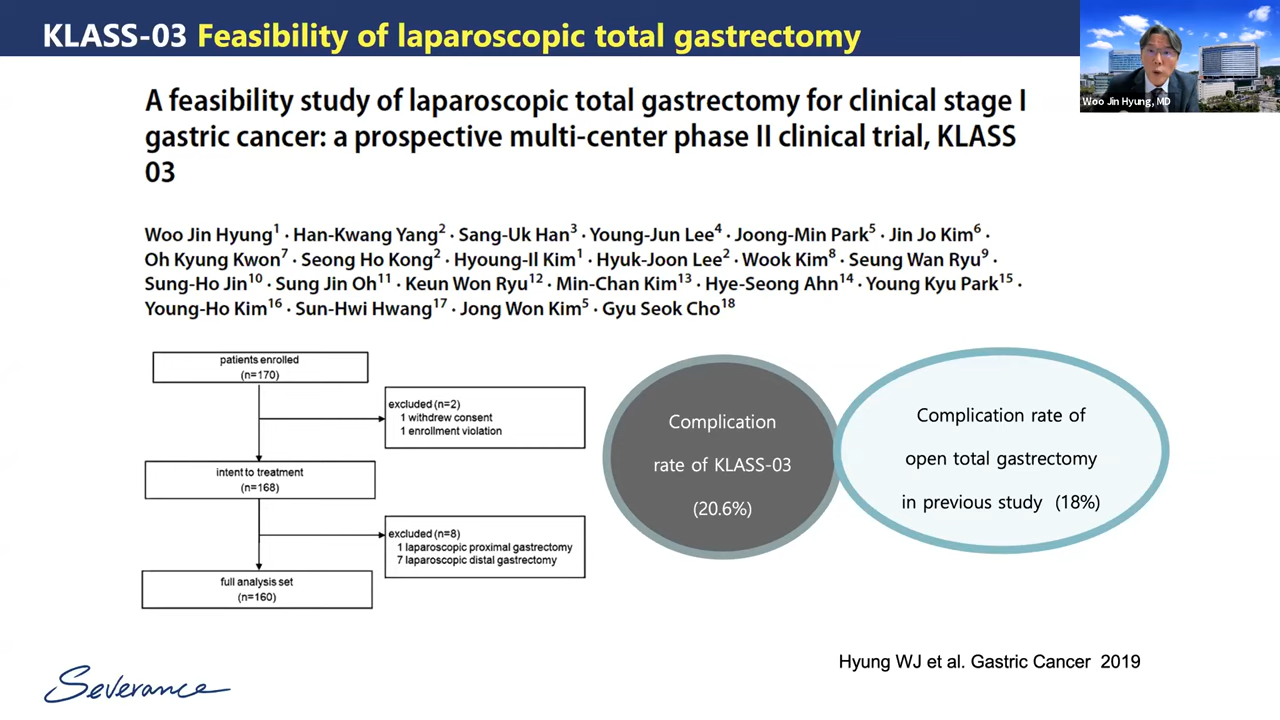 KLASS-03 Feasibility of laparoscopic total gastrectomy
Woo Jin Hyung, MD
A feasibility study of laparoscopic total gastrectomy for clinical stage I
gastric cancer: a prospective multi-center phase II clinical trial, KLASS
03
Woo Jin Hyung1 · Han-Kwang Yang2 · Sang-Uk Han3 · Young-Jun Lee4 · Joong-Min Park5 · Jin Jo Kim6 ·
Oh Kyung Kwon7 · Seong Ho Kong2 · Hyoung-Il Kim1 · Hyuk-Joon Lee2 · Wook Kim8 · Seung Wan Ryu9 ·
Sung-Ho Jin10 · Sung Jin Oh11 · Keun Won Ryu12 · Min-Chan Kim13 · Hye-Seong Ahn14 · Young Kyu Park15 ·
Young-Ho Kim16 · Sun-Hwi Hwang17 · Jong Won Kim5 · Gyu Seok Cho18
patients enrolled
(n=170)
excluded (n=2)
1 withdrew consent
1 enrollment violation
intent to treatment
(n=168)
excluded (n=8)
1 laparoscopic proximal gastrectomy
7 laparoscopic distal gastrectomy
full analysis set
(n=160)
Complication
rate of KLASS-03
(20.6%)
Complication rate of
open total gastrectomy
in previous study (18%)
Hyung WJ et al. Gastric Cancer 2019
Severance